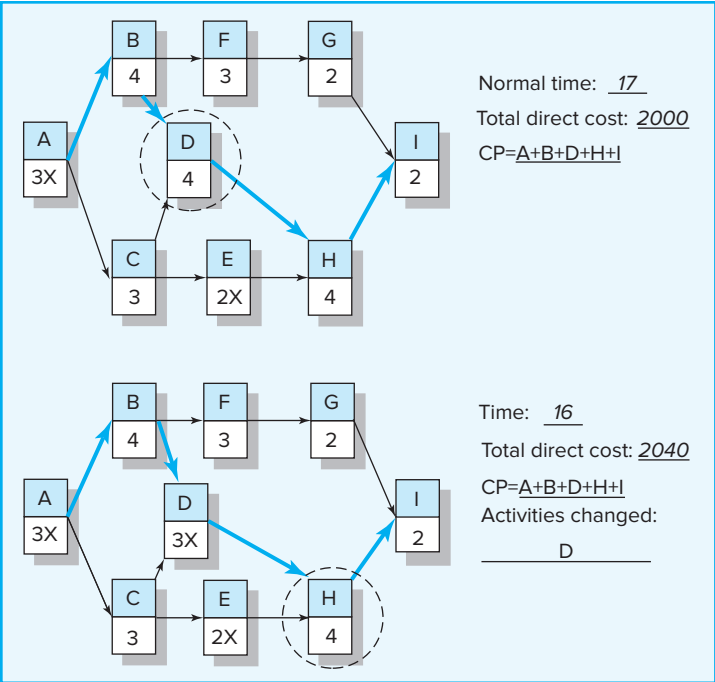 B
4
F
3
G
2
Normal time: 17
Total direct cost: 2000
CP=A+B+D+H+I
A
3X
D
4
I
2
C
3
E
2X
H
4
B
4
F
3
G
2
Time: 16
Total direct cost: 2040
CP=A+B+D+H+I
Activities changed:
D
A
3X
D
3X
I
2
C
3
E
2X
H
4